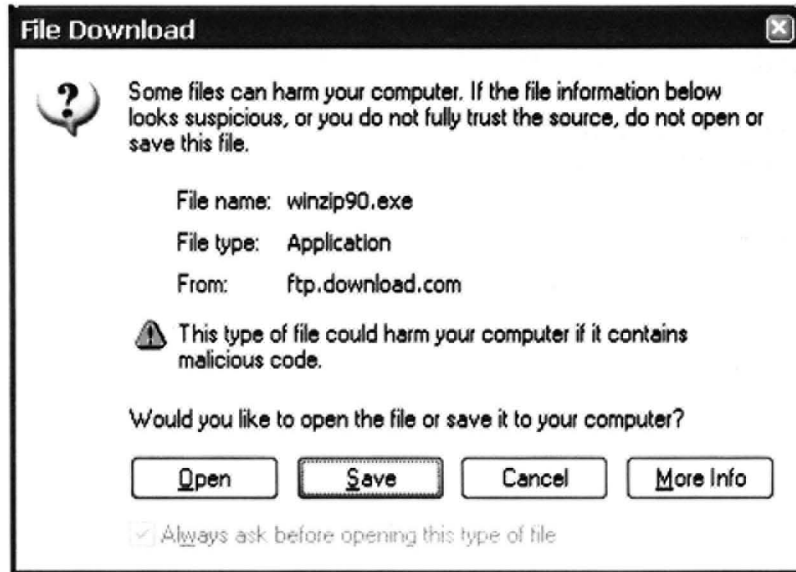 File Download
Some files can harm your computer. If the file information below
looks suspicious, or you do not fully trust the source, do not open or
save this file.
File name: winzip90.exe
File type: Application
From: ftp.download.com
This type of file could harm your computer if it contains
malicious code.
Would you like to open the file or save it to your computer?
Open Save Cancel More Info
Always ask before opening this type of file